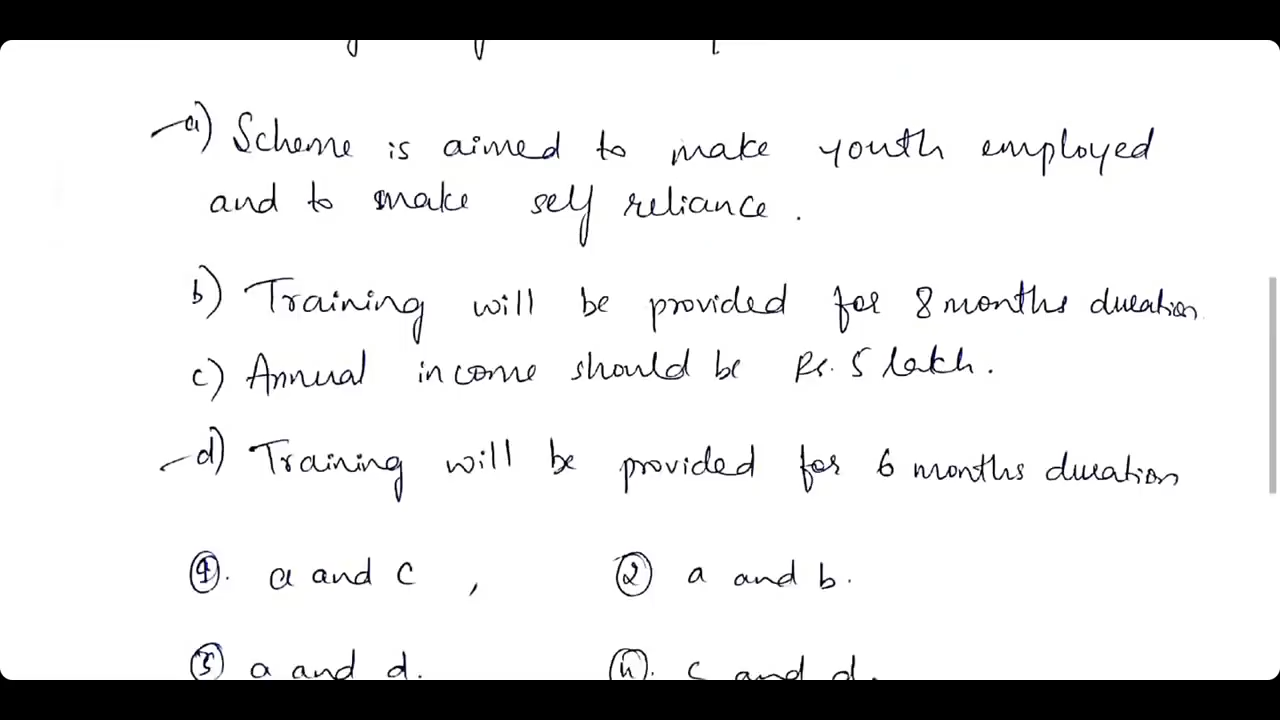 a) Scheme is aimed to make youth employed
and to make self reliance.
b) Training will be provided for 8 months duration
c) Annual income should be Rs. 5 lakh.
d) Training will be provided for 6 months duration
1. a and c , 2 a and b.
3 a and d. 4. c and d.